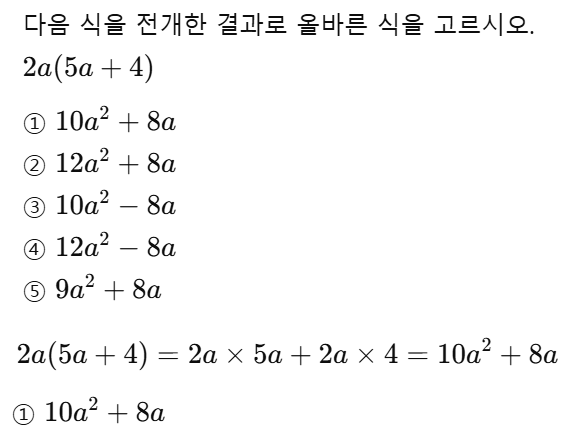 다음 식을 전개한 결과로 올바른 식을 고르시오.
2a(5a + 4)
① 10a² + 8a
② 12a² + 8a
③ 10a² − 8a
④ 12a² − 8a
⑤ 9a² + 8a
2a(5a + 4) = 2a × 5a + 2a × 4 = 10a² + 8a
① 10a² + 8a